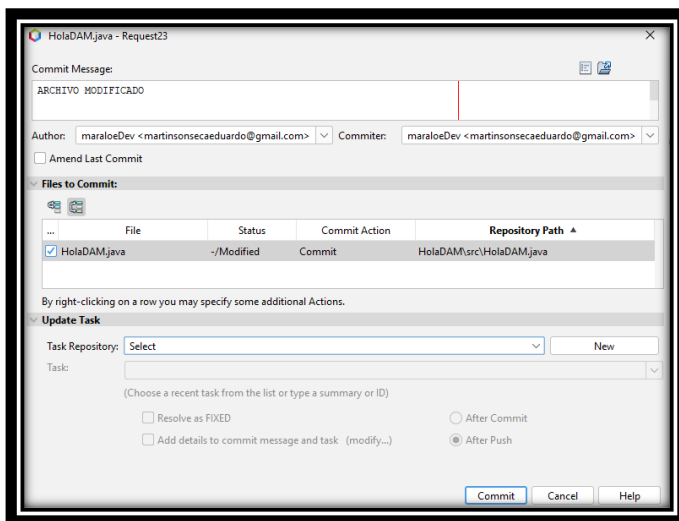 HolaDAM.java - Request23
Commit Message:
ARCHIVO MODIFICADO
Author: maraloeDev <martinsonsecaeduardo@gmail.com> Commiter: maraloeDev <martinsonsecaeduardo@gmail.com>
Amend Last Commit
Files to Commit:
... File Status Commit Action Repository Path
HolaDAM.java -/Modified Commit HolaDAM\src\HolaDAM.java
By right-clicking on a row you may specify some additional Actions.
Update Task
Task Repository: Select New
Task:
(Choose a recent task from the list or type a summary or ID)
Resolve as FIXED After Commit
Add details to commit message and task (modify...) After Push
Commit Cancel Help